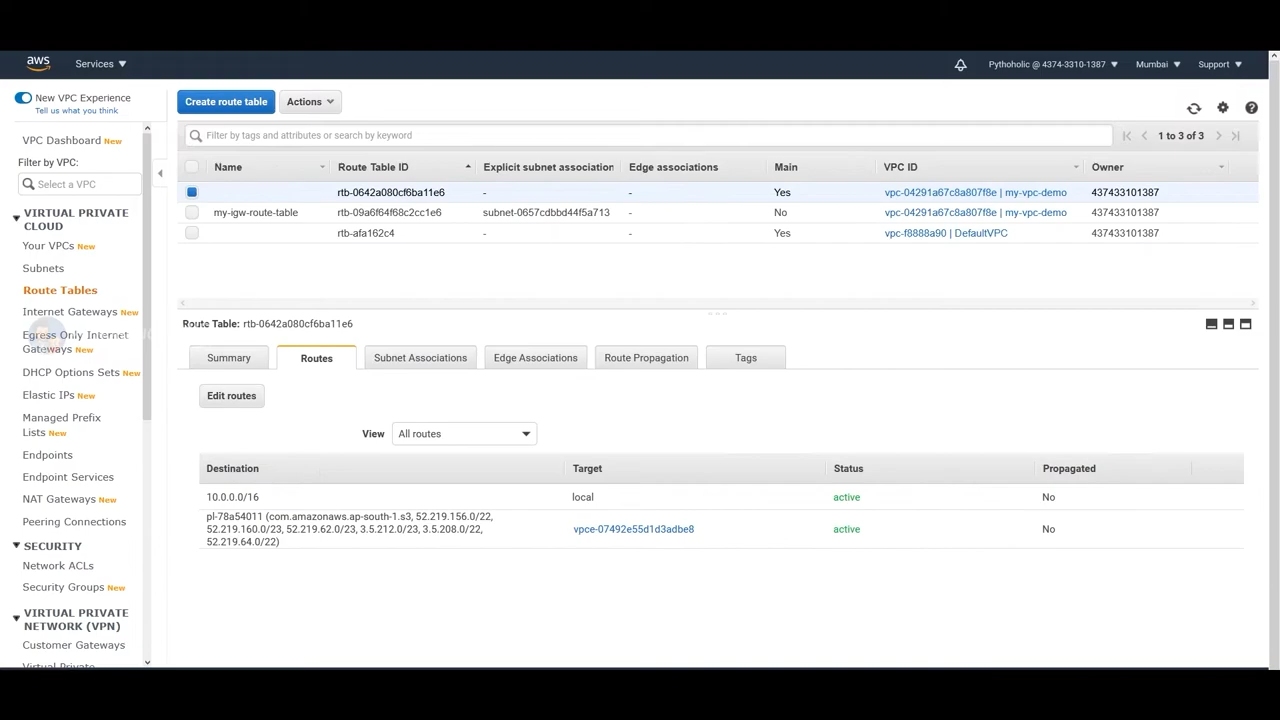 aws Services Pythoholic @ 4374-3310-1387 Mumbai Support
New VPC Experience
Tell us what you think
VPC Dashboard New
Filter by VPC:
Select a VPC
VIRTUAL PRIVATE
CLOUD
Your VPCs New
Subnets
Route Tables
Internet Gateways New
Egress Only Internet
Gateways New
DHCP Option Sets New
Elastic IPs New
Managed Prefix
Lists New
Endpoints
Endpoint Services
NAT Gateways New
Peering Connections
SECURITY
Network ACLs
Security Groups New
VIRTUAL PRIVATE
NETWORK (VPN)
Customer Gateways
Virtual Private
Create route table Actions
Filter by tags and attributes or search by keyword 1 to 3 of 3
Name Route Table ID Explicit subnet association Edge associations Main VPC ID Owner
rtb-0642a080cf6ba11e6 - - Yes vpc-04291a67c8a807f8e | my-vpc-demo 437433101387
my-igw-route-table rtb-09a6f64f68c2cc1e6 subnet-0657cdbbd44f5a713 - No vpc-04291a67c8a807f8e | my-vpc-demo 437433101387
rtb-afa162c4 - - Yes vpc-f8888a90 | DefaultVPC 437433101387
Route Table: rtb-0642a080cf6ba11e6
Summary Routes Subnet Associations Edge Associations Route Propagation Tags
Edit routes
View All routes
Destination Target Status Propagated
10.0.0.0/16 local active No
pl-78a54011 (com.amazonaws.ap-south-1.s3, 52.219.156.0/22,
52.219.160.0/23, 52.219.62.0/23, 3.5.212.0/23, 3.5.208.0/22, vpce-07492e55d1d3adbe8 active No
52.219.64.0/22)